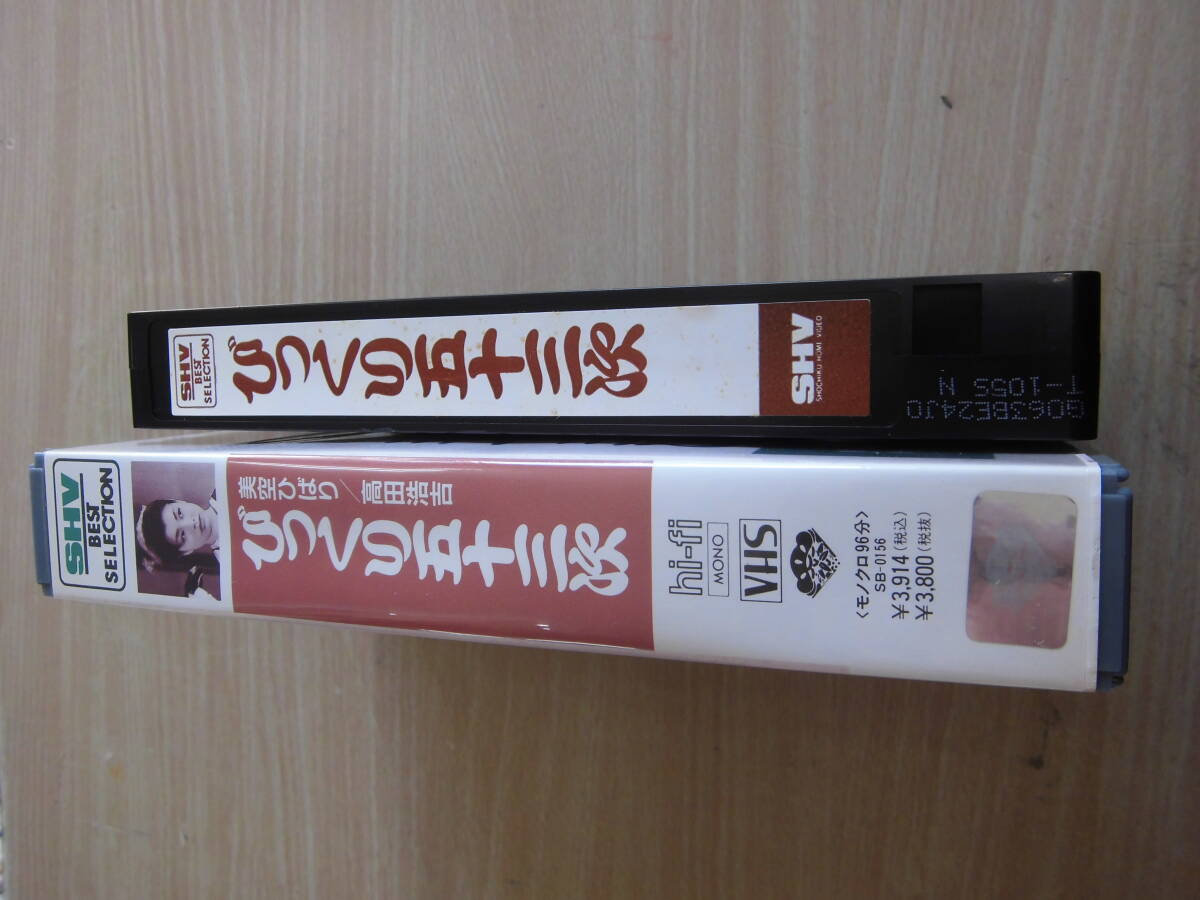 SHV
BEST
SELECTION
びっくり五十三次
SHV
SHOCHIKU HOME VIDEO
G063BE24J0
T-105S N
SHV
BEST
SELECTION
美空ひばり/高田浩吉
びっくり五十三次
hi-fi
MONO
VHS
〈モノクロ96分〉
SB-0156
¥3,914(税込)
¥3,800(税抜)